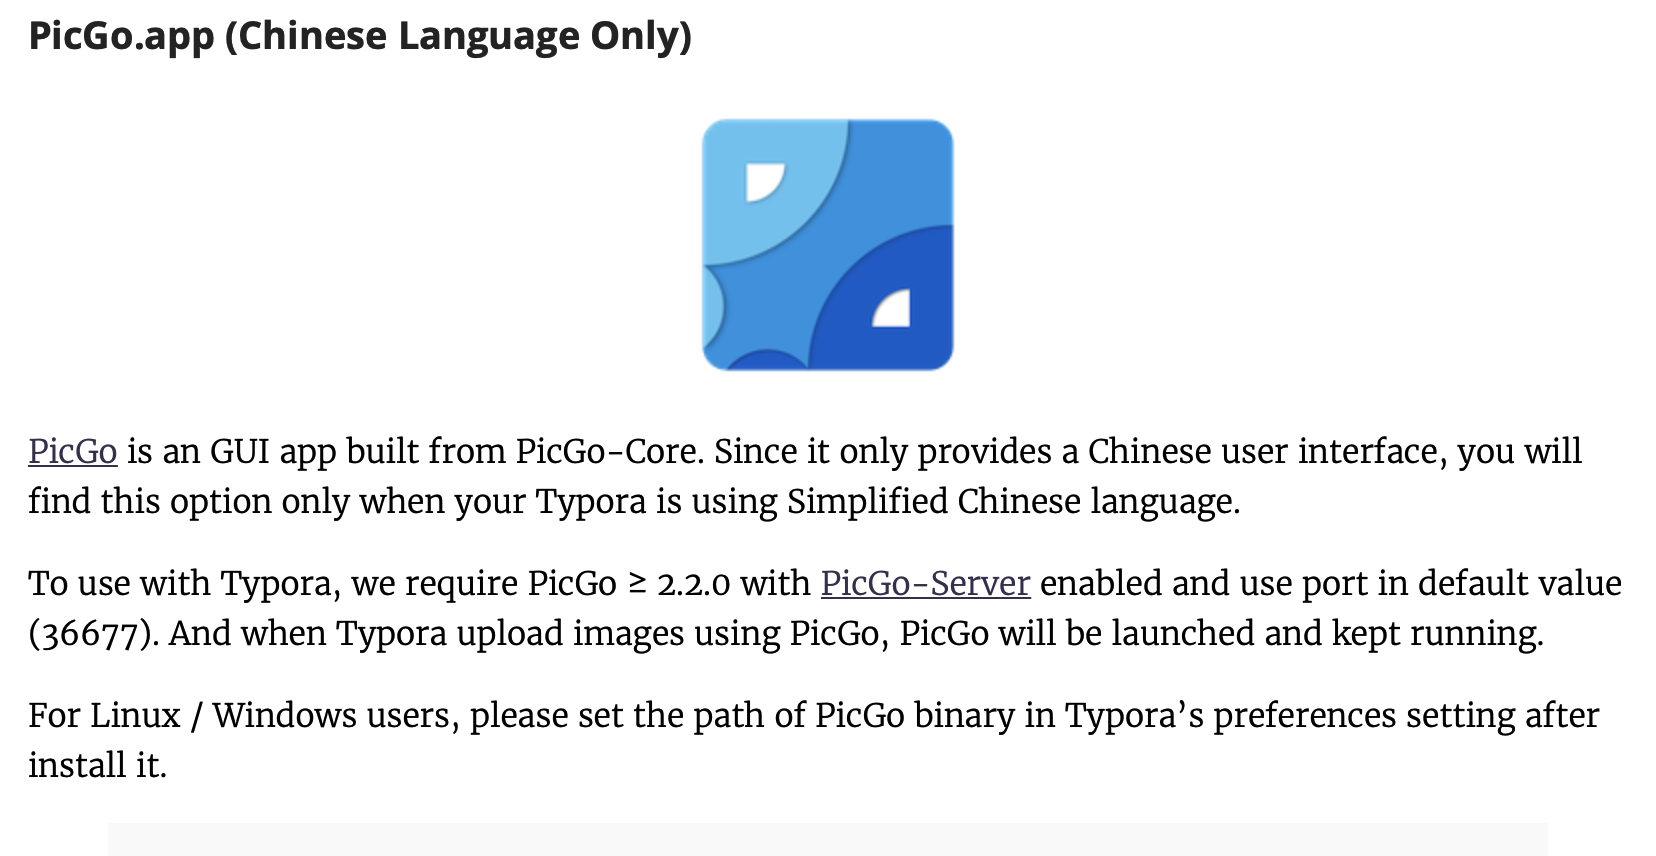 PicGo.app (Chinese Language Only)
PicGo is an GUI app built from PicGo-Core. Since it only provides a Chinese user interface, you will
find this option only when your Typora is using Simplified Chinese language.
To use with Typora, we require PicGo ≥ 2.2.0 with PicGo-Server enabled and use port in default value
(36677). And when Typora upload images using PicGo, PicGo will be launched and kept running.
For Linux / Windows users, please set the path of PicGo binary in Typora’s preferences setting after
install it.